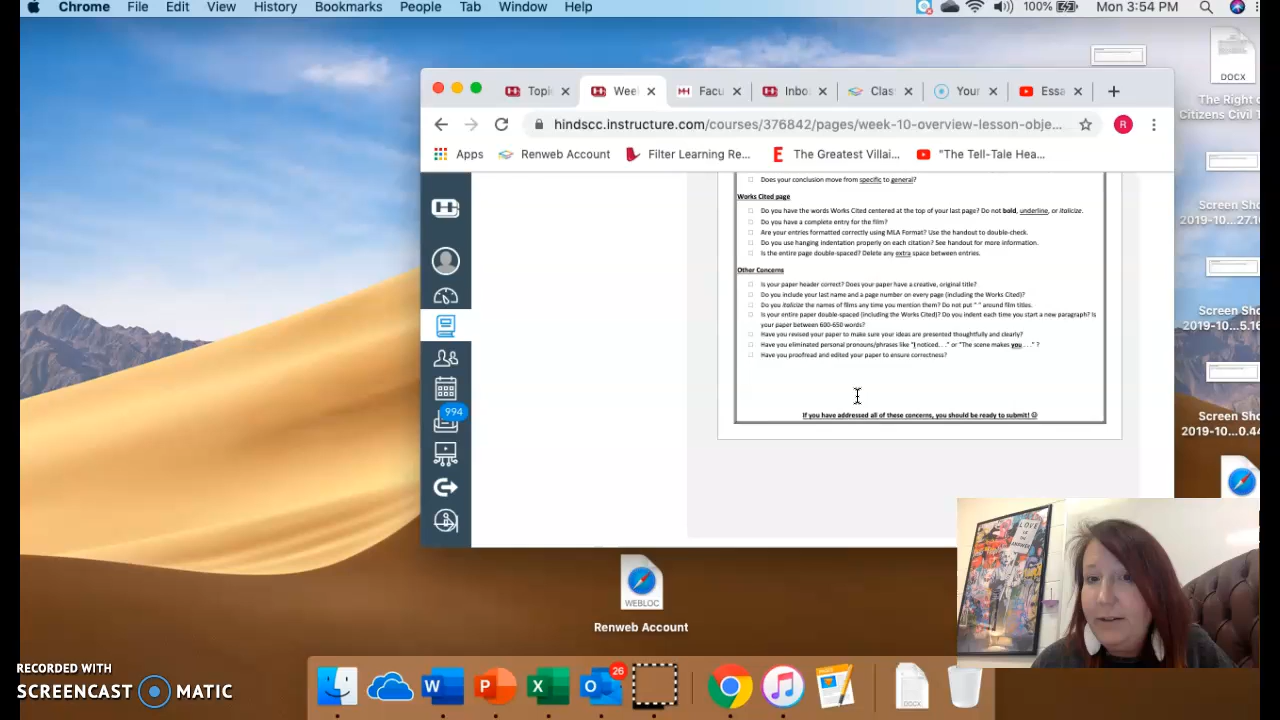 Chrome File Edit View History Bookmarks People Tab Window Help 100% Mon 3:54 PM
Topi Weel Facu Inbo Clas Your Essa
DOCX
hindscc.instructure.com/courses/376842/pages/week-10-overview-lesson-obje... R
The Right o
Citizens Civil T
Apps Renweb Account Filter Learning Re... The Greatest Villai... "The Tell-Tale Hea...
Does your conclusion move from specific to general?
Works Cited page
Do you have the words Works Cited centered at the top of your last page? Do not bold, underline, or italicize.
Do you have a complete entry for the film?
Are your entries formatted correctly using MLA Format? Use the handout to double-check.
Do you use hanging indentation properly on each citation? See handout for more information.
Is the entire page double-spaced? Delete any extra space between entries.
Screen Sho
2019-10...27.10
Other Concerns
Is your paper header correct? Does your paper have a creative, original title?
Do you include your last name and a page number on every page (including the Works Cited)?
Do you italicize the names of films any time you mention them? Do not put " " around film titles.
Is your entire paper double-spaced (including the Works Cited)? Do you indent each time you start a new paragraph? Is
your paper between 600-650 words?
Have you revised your paper to make sure your ideas are presented thoughtfully and clearly?
Have you eliminated personal pronouns/phrases like "I noticed. . ." or "The scene makes you . . ." ?
Have you proofread and edited your paper to ensure correctness?
Screen Sho
2019-10...5.16
994
If you have addressed all of these concerns, you should be ready to submit! ☺
Screen Sho
2019-10...0.44
LOVE
IS THE
ANSWER
WEBLOC
Renweb Account
RECORDED WITH
SCREENCAST MATIC
W P X O 26
DOCX